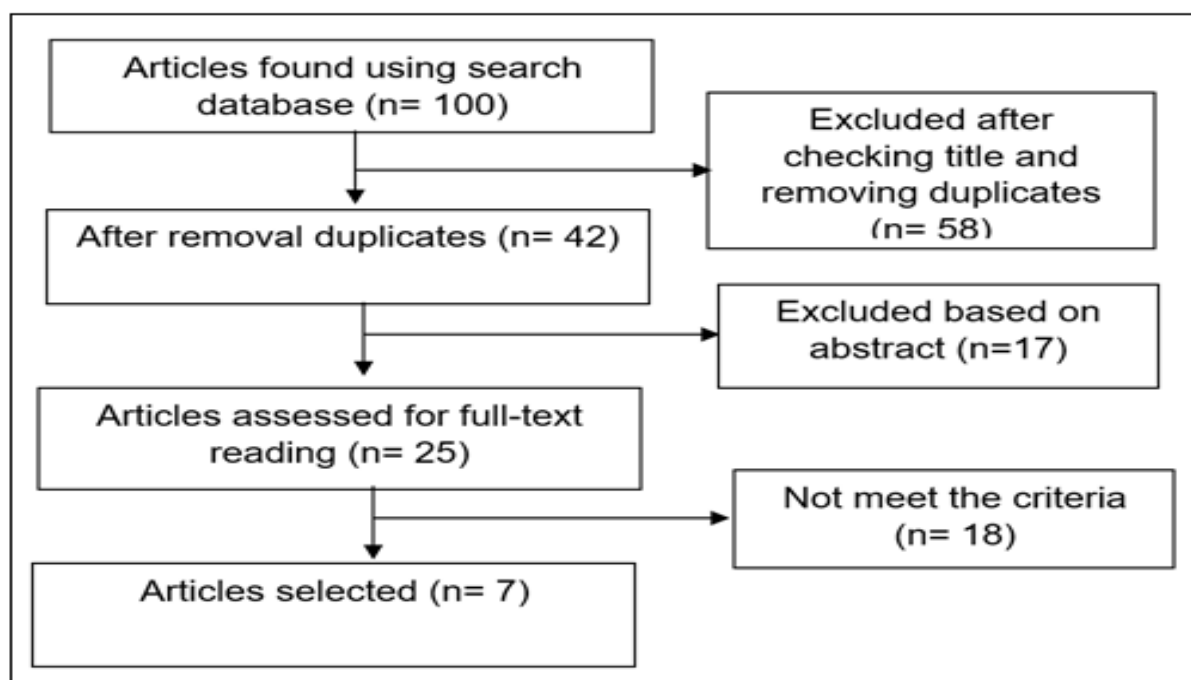 Articles found using search
database (n= 100)
Excluded after
checking title and
removing duplicates
(n= 58)
After removal duplicates (n= 42)
Excluded based on
abstract (n=17)
Articles assessed for full-text
reading (n= 25)
Not meet the criteria
(n= 18)
Articles selected (n= 7)